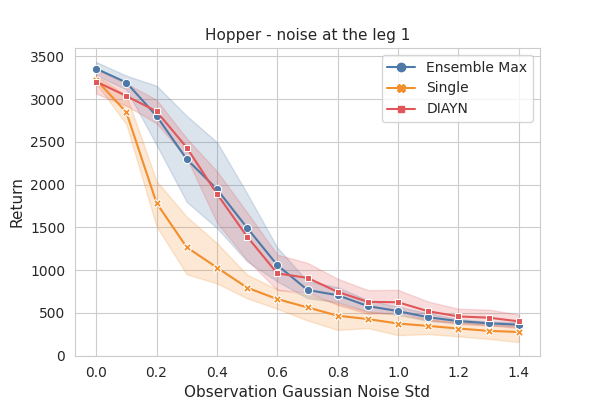 Hopper - noise at the leg 1
Ensemble Max
Single
DIAYN
Return
3500
3000
2500
2000
1500
1000
500
0
0.0 0.2 0.4 0.6 0.8 1.0 1.2 1.4
Observation Gaussian Noise Std